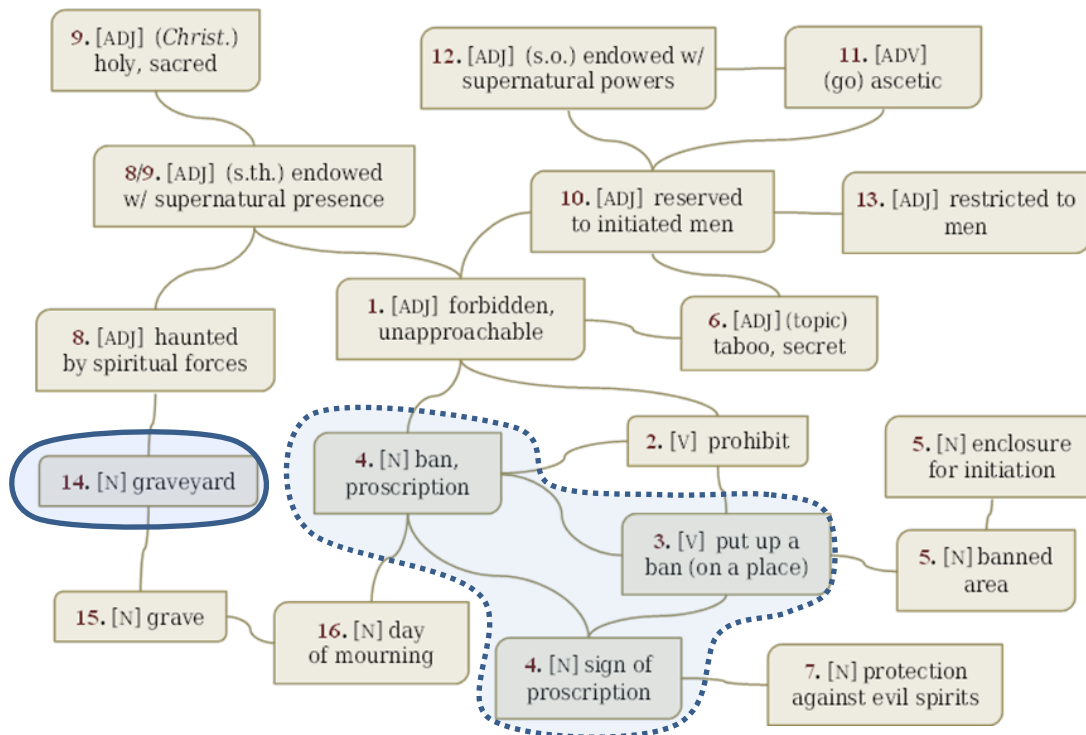 9. [ADJ] (Christ.)
holy, sacred
12. [ADJ] (s.o.) endowed w/
supernatural powers
11. [ADV]
(go) ascetic
8/9. [ADJ] (s.th.) endowed
w/ supernatural presence
10. [ADJ] reserved
to initiated men
13. [ADJ] restricted to
men
1. [ADJ] forbidden,
unapproachable
6. [ADJ] (topic)
taboo, secret
8. [ADJ] haunted
by spiritual forces
4. [N] ban,
proscription
2. [V] prohibit
5. [N] enclosure
for initiation
14. [N] graveyard
3. [V] put up a
ban (on a place)
5. [N] banned
area
15. [N] grave
16. [N] day
of mourning
4. [N] sign of
proscription
7. [N] protection
against evil spirits